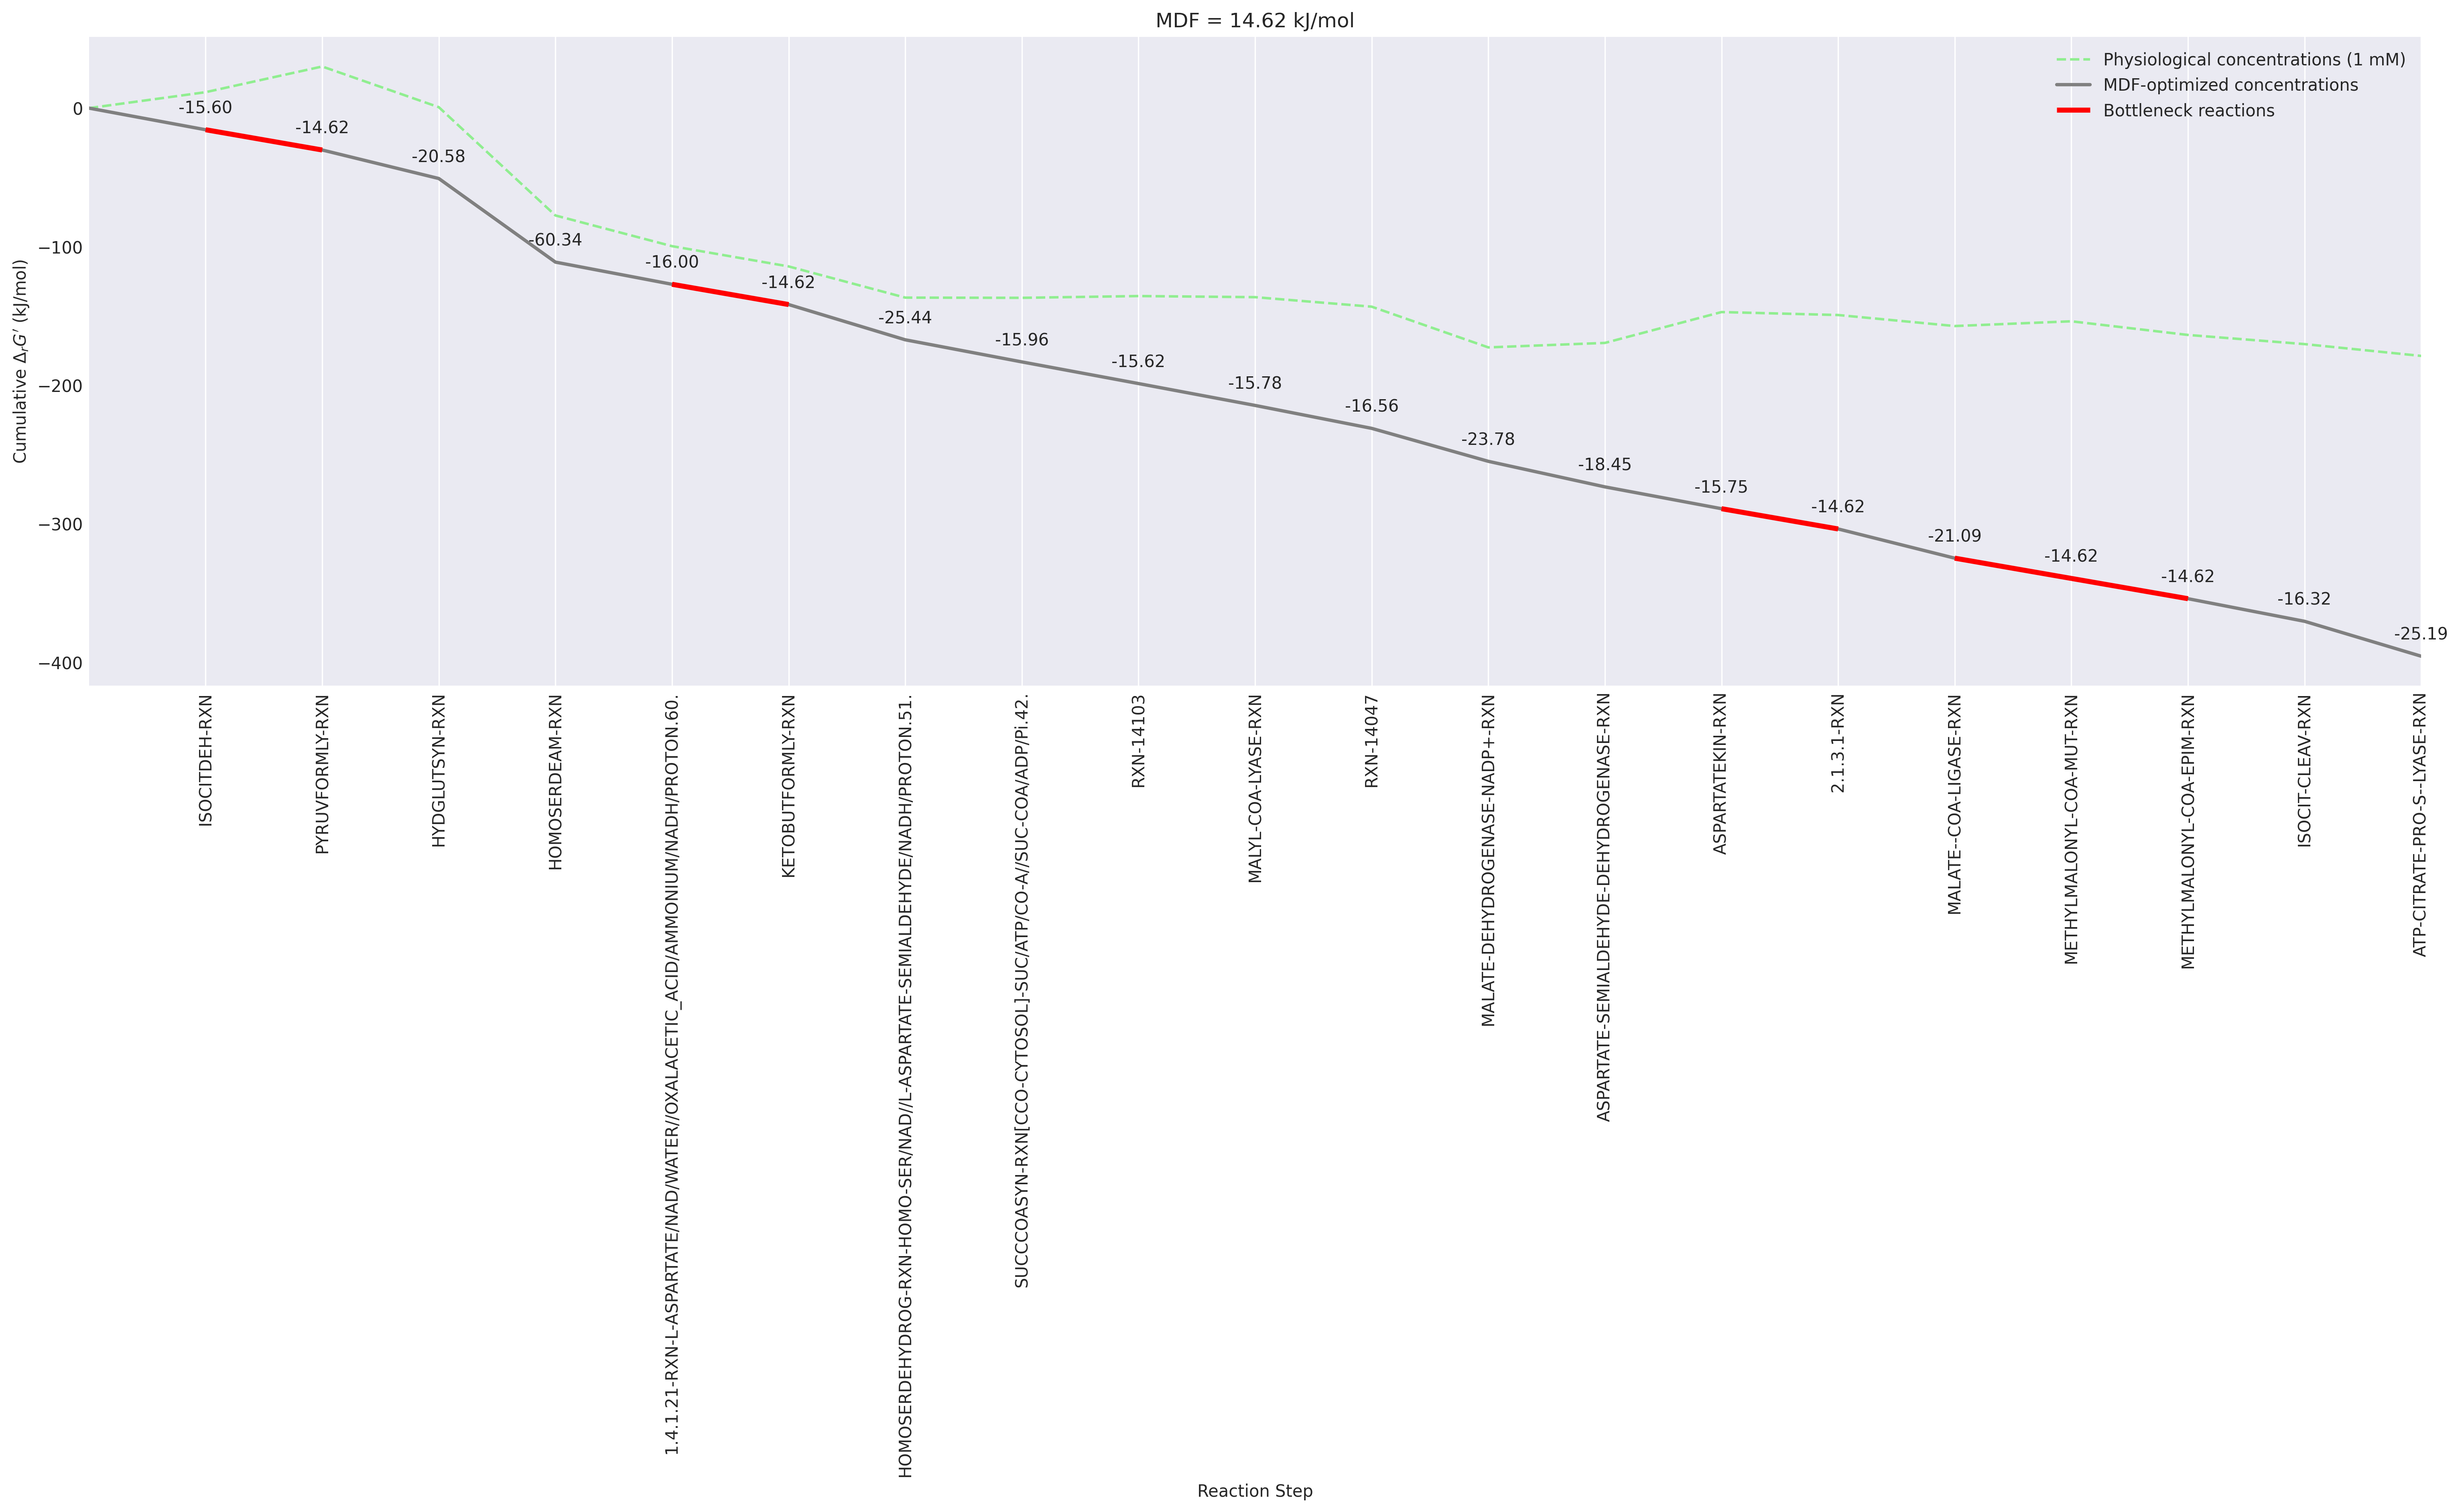 MDF = 14.62 kJ/mol
Physiological concentrations (1 mM)
MDF-optimized concentrations
Bottleneck reactions
Cumulative ΔrG′ (kJ/mol)
0
−100
−200
−300
−400
-15.60
-14.62
-20.58
-60.34
-16.00
-14.62
-25.44
-15.96
-15.62
-15.78
-16.56
-23.78
-18.45
-15.75
-14.62
-21.09
-14.62
-14.62
-16.32
-25.19
ISOCITDEH-RXN
PYRUVFORMLY-RXN
HYDGLUTSYN-RXN
HOMOSERDEAM-RXN
1.4.1.21-RXN-L-ASPARTATE/NAD/WATER//OXALACETIC_ACID/AMMONIUM/NADH/PROTON.60.
KETOBUTFORMLY-RXN
HOMOSERDEHYDROG-RXN-HOMO-SER/NAD//L-ASPARTATE-SEMIALDEHYDE/NADH/PROTON.51.
SUCCCOASYN-RXN[CCO-CYTOSOL]-SUC/ATP/CO-A//SUC-COA/ADP/Pi.42.
RXN-14103
MALYL-COA-LYASE-RXN
RXN-14047
MALATE-DEHYDROGENASE-NADP+-RXN
ASPARTATE-SEMIALDEHYDE-DEHYDROGENASE-RXN
ASPARTATEKIN-RXN
2.1.3.1-RXN
MALATE--COA-LIGASE-RXN
METHYLMALONYL-COA-MUT-RXN
METHYLMALONYL-COA-EPIM-RXN
ISOCIT-CLEAV-RXN
ATP-CITRATE-PRO-S--LYASE-RXN
Reaction Step